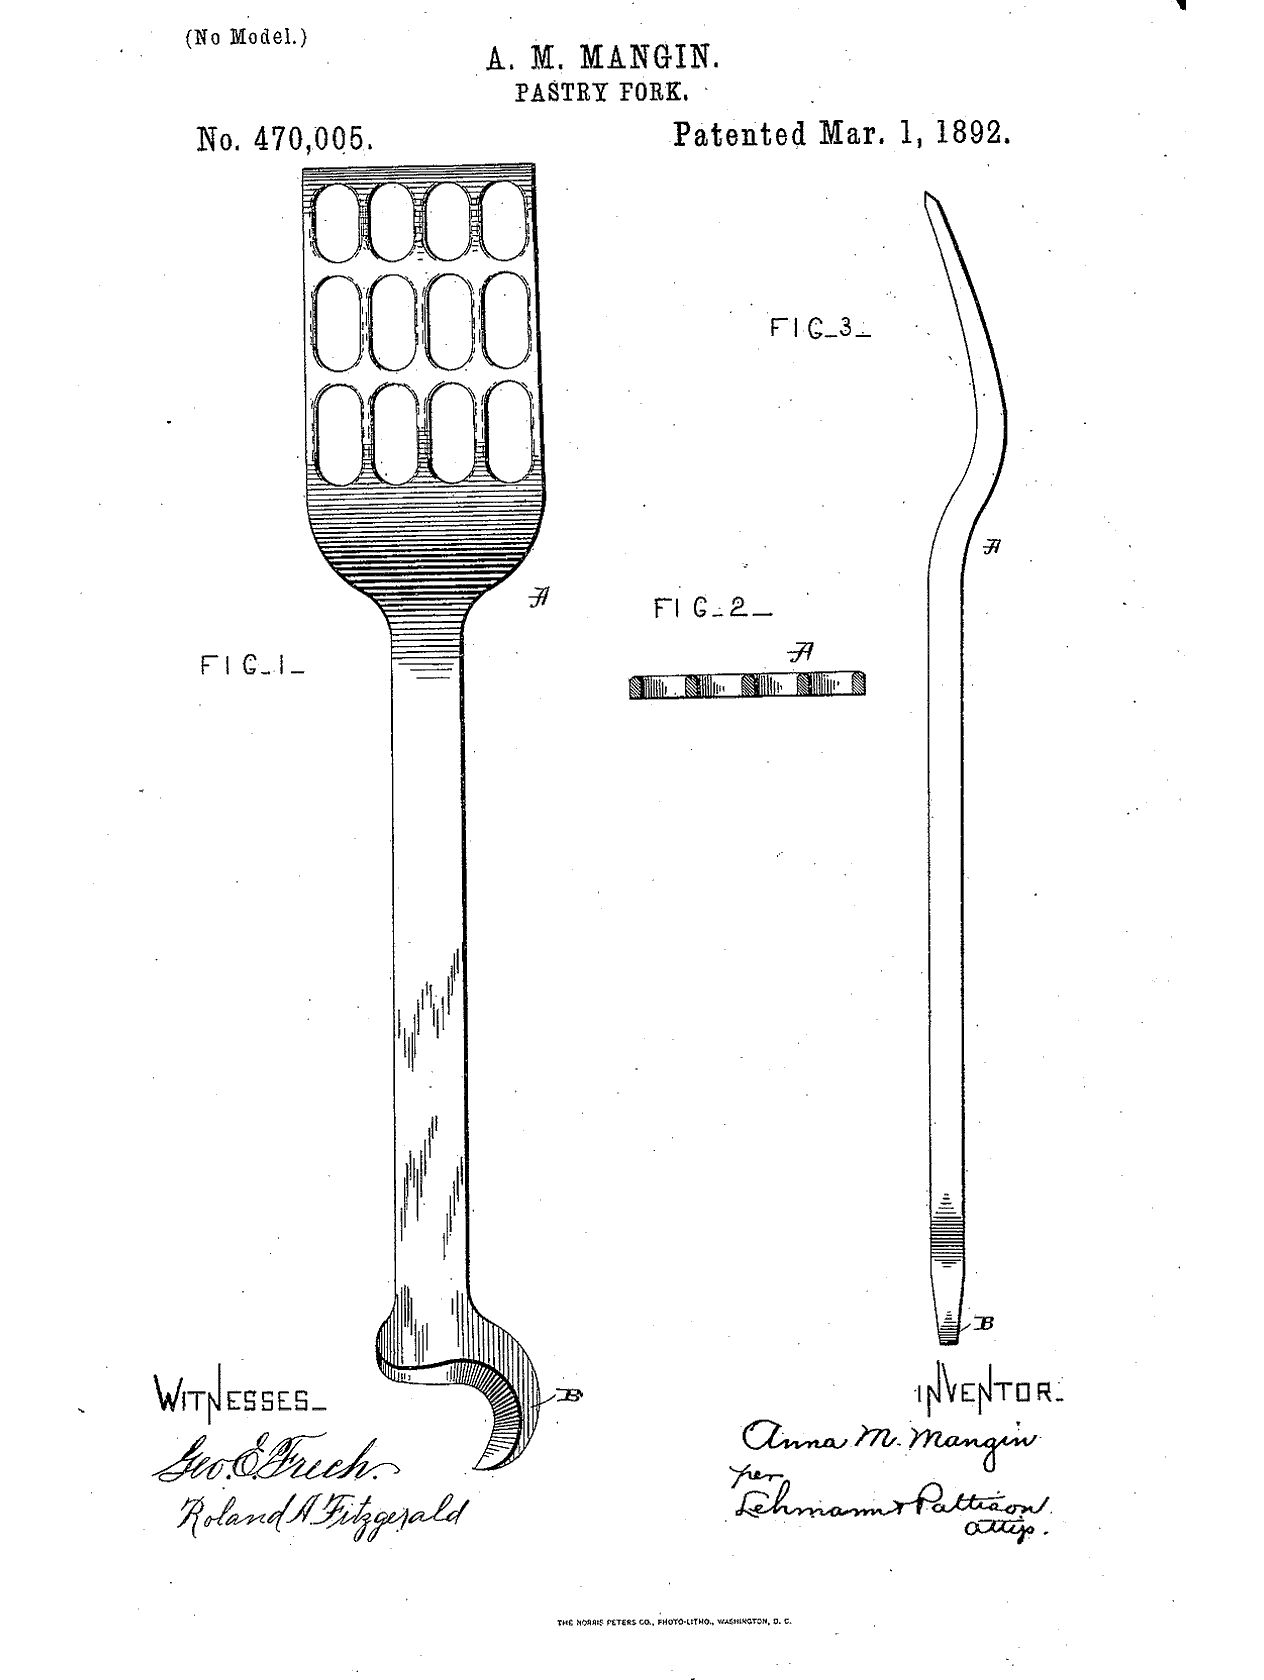 (No Model.)
A. M. MANGIN.
PASTRY FORK.
No. 470,005.
Patented Mar. 1, 1892.
FIG_3_
A
A
FIG_2_
A
FIG_1_
B
B
WITNESSES_
INVENTOR_
Geo. E. Frech.
Anna M. Mangin
per
Roland A Fitzgerald
Lehmann & Pattison
attys.
THE NORRIS PETERS CO., PHOTO-LITHO., WASHINGTON, D. C.